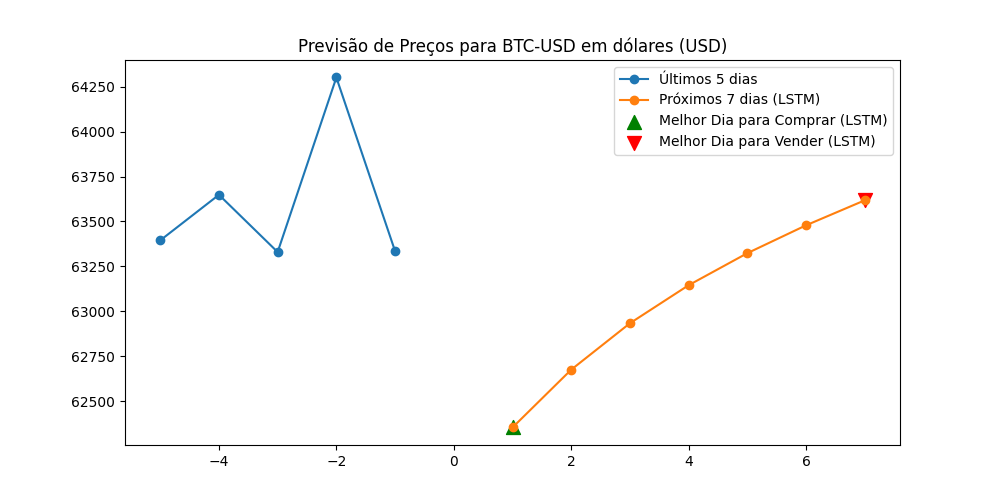 Previsão de Preços para BTC-USD em dólares (USD)
Últimos 5 dias
Próximos 7 dias (LSTM)
Melhor Dia para Comprar (LSTM)
Melhor Dia para Vender (LSTM)
64250
64000
63750
63500
63250
63000
62750
62500
−4
−2
0
2
4
6